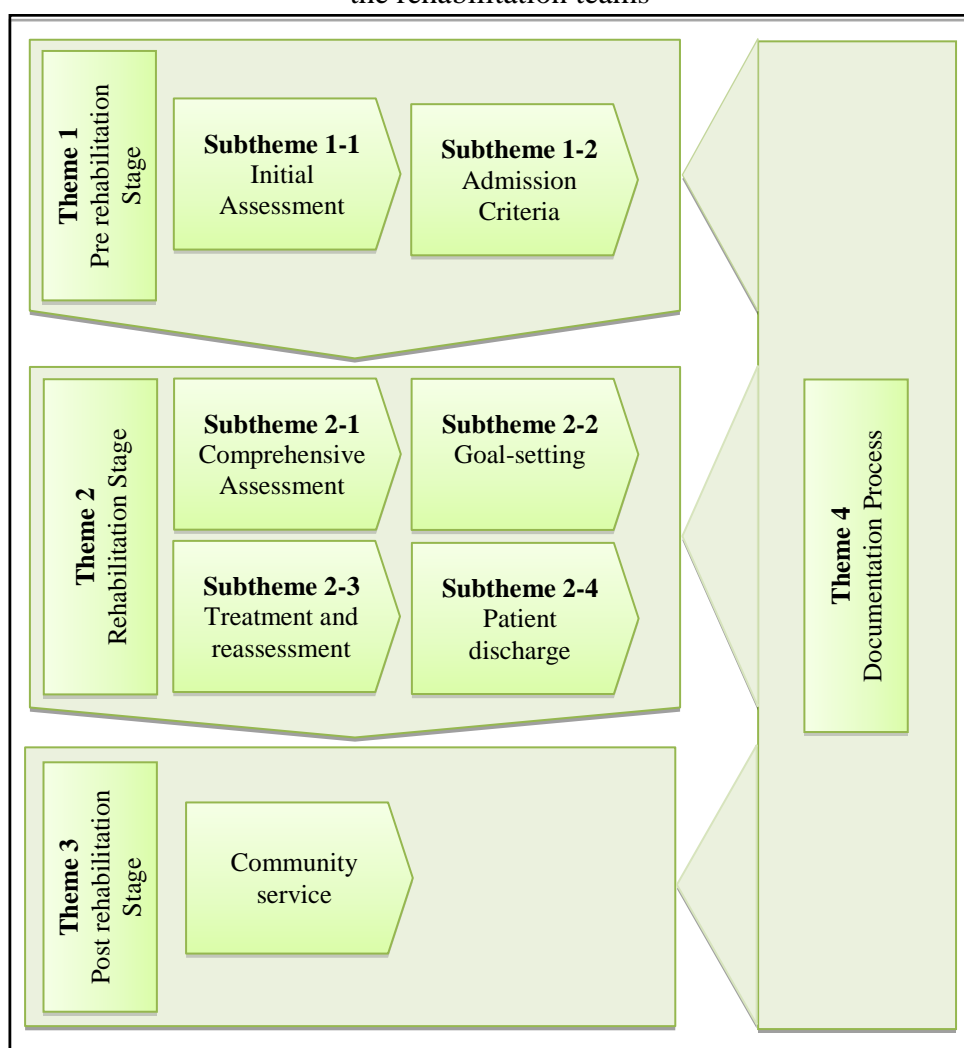 the rehabilitation teams
Theme 1
Pre rehabilitation
Stage
Subtheme 1-1
Initial
Assessment
Subtheme 1-2
Admission
Criteria
Theme 2
Rehabilitation Stage
Subtheme 2-1
Comprehensive
Assessment
Subtheme 2-2
Goal-setting
Subtheme 2-3
Treatment and
reassessment
Subtheme 2-4
Patient
discharge
Theme 3
Post rehabilitation
Stage
Community
service
Theme 4
Documentation Process